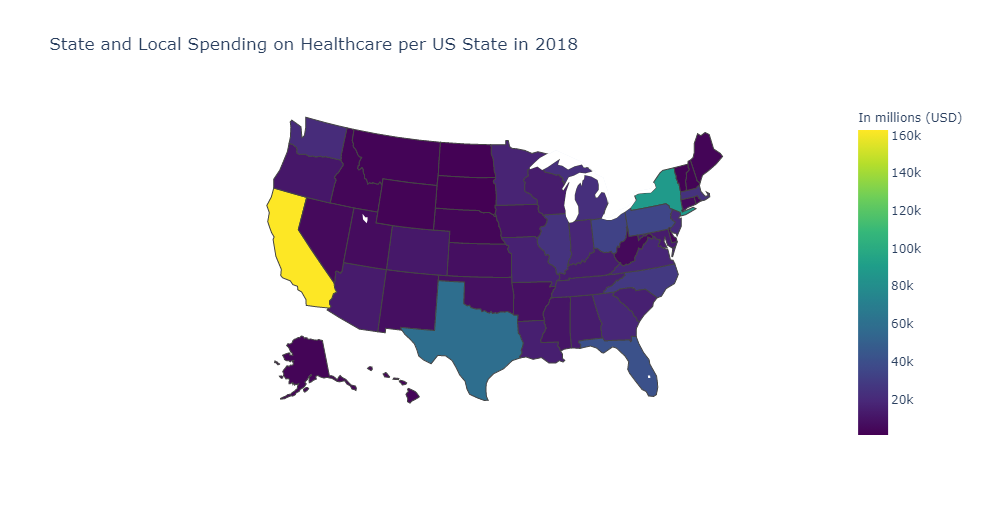 State and Local Spending on Healthcare per US State in 2018
In millions (USD)
160k
140k
120k
100k
80k
60k
40k
20k